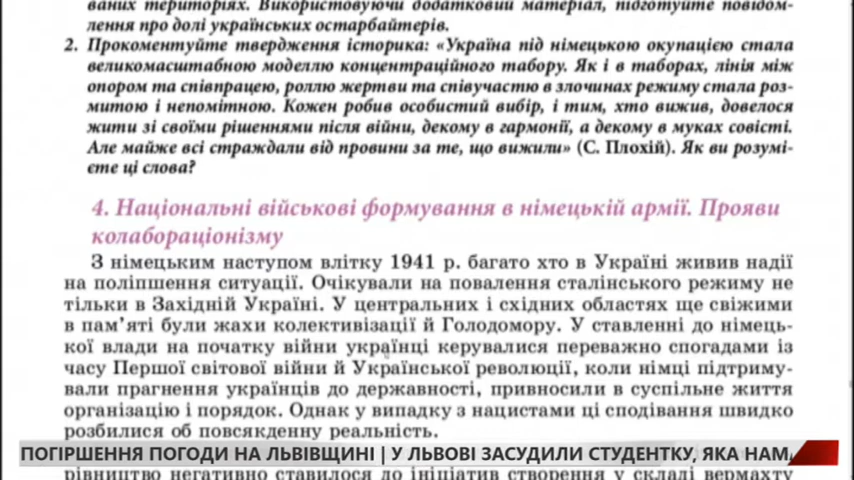 ваних територіях. Використовуючи додатковий матеріал, підготуйте повідом-
лення про долі українських остарбайтерів.
2. Прокоментуйте твердження історика: «Україна під німецькою окупацією стала
великомасштабною моделлю концентраційного табору. Як і в таборах, лінія між
опором та співпрацею, роллю жертви та співучастю в злочинах режиму стала роз-
митою і непомітною. Кожен робив особистий вибір, і тим, хто вижив, довелося
жити зі своїми рішеннями після війни, декому в гармонії, а декому в муках совісті.
Але майже всі страждали від провини за те, що вижили» (С. Плохій). Як ви розумі-
єте ці слова?
4. Національні військові формування в німецькій армії. Прояви
колабораціонізму
З німецьким наступом влітку 1941 р. багато хто в Україні живив надії
на поліпшення ситуації. Очікували на повалення сталінського режиму не
тільки в Західній Україні. У центральних і східних областях ще свіжими
в пам’яті були жахи колективізації й Голодомору. У ставленні до німець-
кої влади на початку війни українці керувалися переважно спогадами із
часу Першої світової війни й Української революції, коли німці підтриму-
вали прагнення українців до державності, привносили в суспільне життя
організацію і порядок. Однак у випадку з нацистами ці сподівання швидко
розбилися об повсякденну реальність.
ПОГІРШЕННЯ ПОГОДИ НА ЛЬВІВЩИНІ | У ЛЬВОВІ ЗАСУДИЛИ СТУДЕНТКУ, ЯКА НАМ
рівництво негативно ставилося до ініціатив створення у складі вермахту